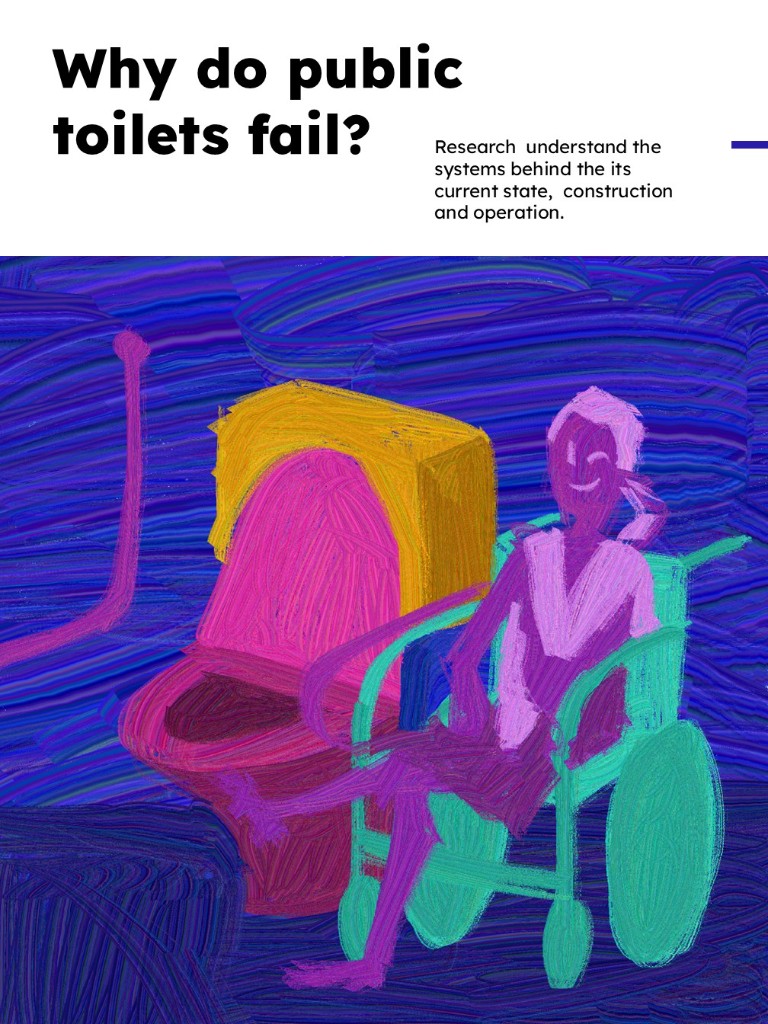 Why do public
toilets fail?
Research  understand the
systems behind the its
current state,  construction
and operation.